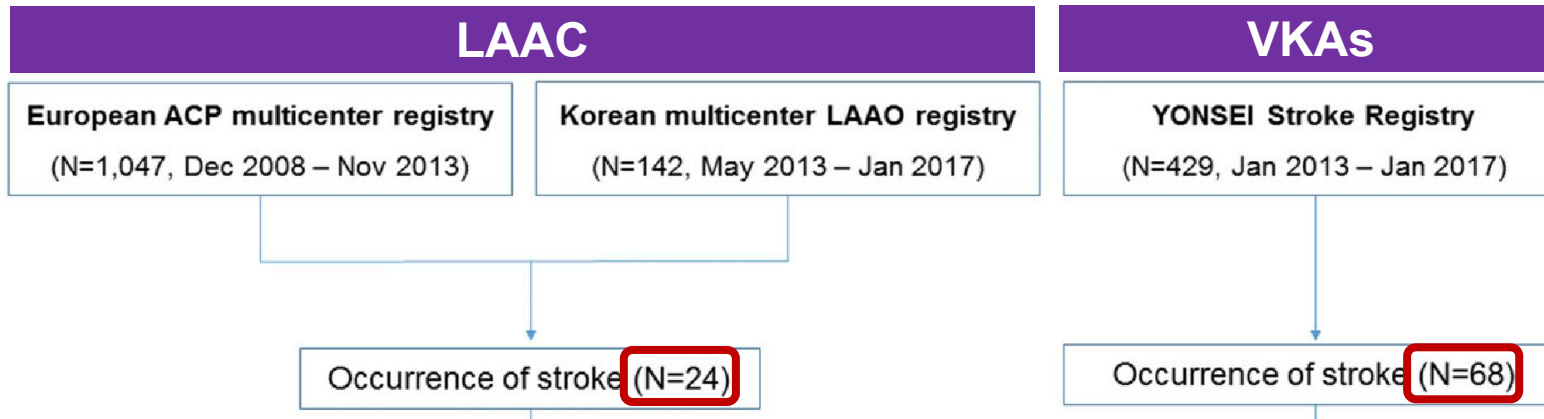 LAAC
VKAs
European ACP multicenter registry
(N=1,047, Dec 2008 – Nov 2013)
Korean multicenter LAAO registry
(N=142, May 2013 – Jan 2017)
YONSEI Stroke Registry
(N=429, Jan 2013 – Jan 2017)
Occurrence of stroke (N=24)
Occurrence of stroke (N=68)